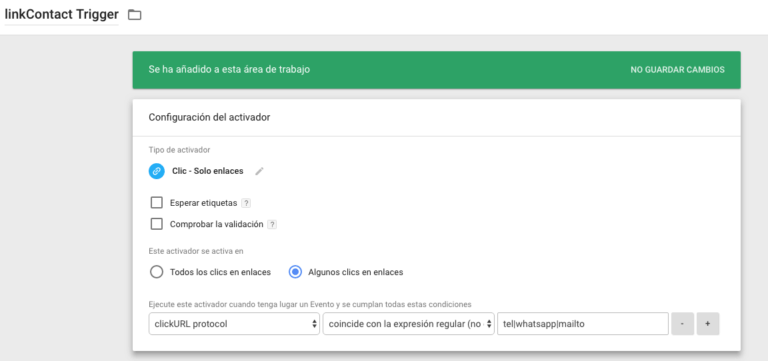 linkContact Trigger
Se ha añadido a esta área de trabajo NO GUARDAR CAMBIOS
Configuración del activador
Tipo de activador
Clic - Solo enlaces
Esperar etiquetas ?
Comprobar la validación ?
Este activador se activa en
Todos los clics en enlaces Algunos clics en enlaces
Ejecute este activador cuando tenga lugar un Evento y se cumplan todas estas condiciones
clickURL protocol coincide con la expresión regular (no tel|whatsapp|mailto - +